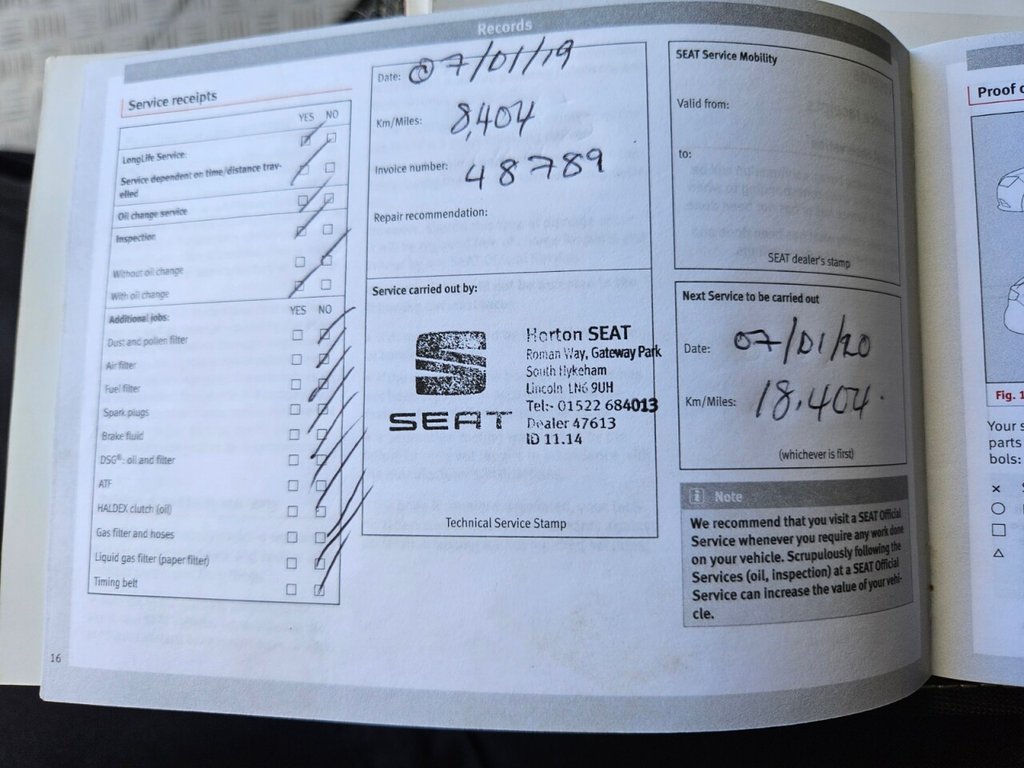 Records
Service receipts
YES NO
LongLife Service:
Service dependent on time/distance trav-
elled
Oil change service
Inspection
Without oil change
With oil change
Additional jobs:
YES NO
Dust and pollen filter
Air filter
Fuel filter
Spark plugs
Brake fluid
DSG®: oil and filter
ATF
HALDEX clutch (oil)
Gas filter and hoses
Liquid gas filter (paper filter)
Timing belt
16
Date: 07/01/19
Km/Miles: 8,404
Invoice number: 48789
Repair recommendation:
Service carried out by:
SEAT
Horton SEAT
Roman Way, Gateway Park
South Hykeham
Lincoln LN6 9UH
Tel:- 01522 684013
Dealer 47613
ID 11.14
Technical Service Stamp
SEAT Service Mobility
Valid from:
to:
SEAT dealer's stamp
Next Service to be carried out
Date: 07/01/20
Km/Miles: 18,404.
(whichever is first)
i Note
We recommend that you visit a SEAT Official
Service whenever you require any work done
on your vehicle. Scrupulously following the
Services (oil, inspection) at a SEAT Official
Service can increase the value of your vehi-
cle.
Proof
Fig. 1
Your
parts
bols: